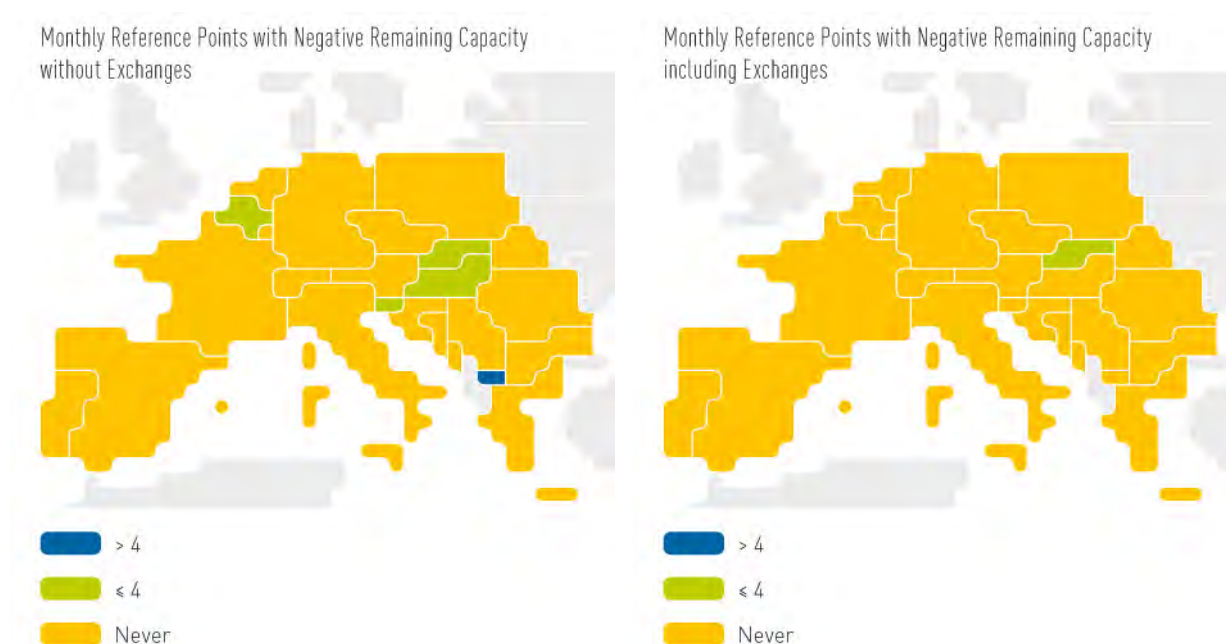 Monthly Reference Points with Negative Remaining Capacity
without Exchanges
> 4
⩽ 4
Never
Monthly Reference Points with Negative Remaining Capacity
including Exchanges
> 4
⩽ 4
Never